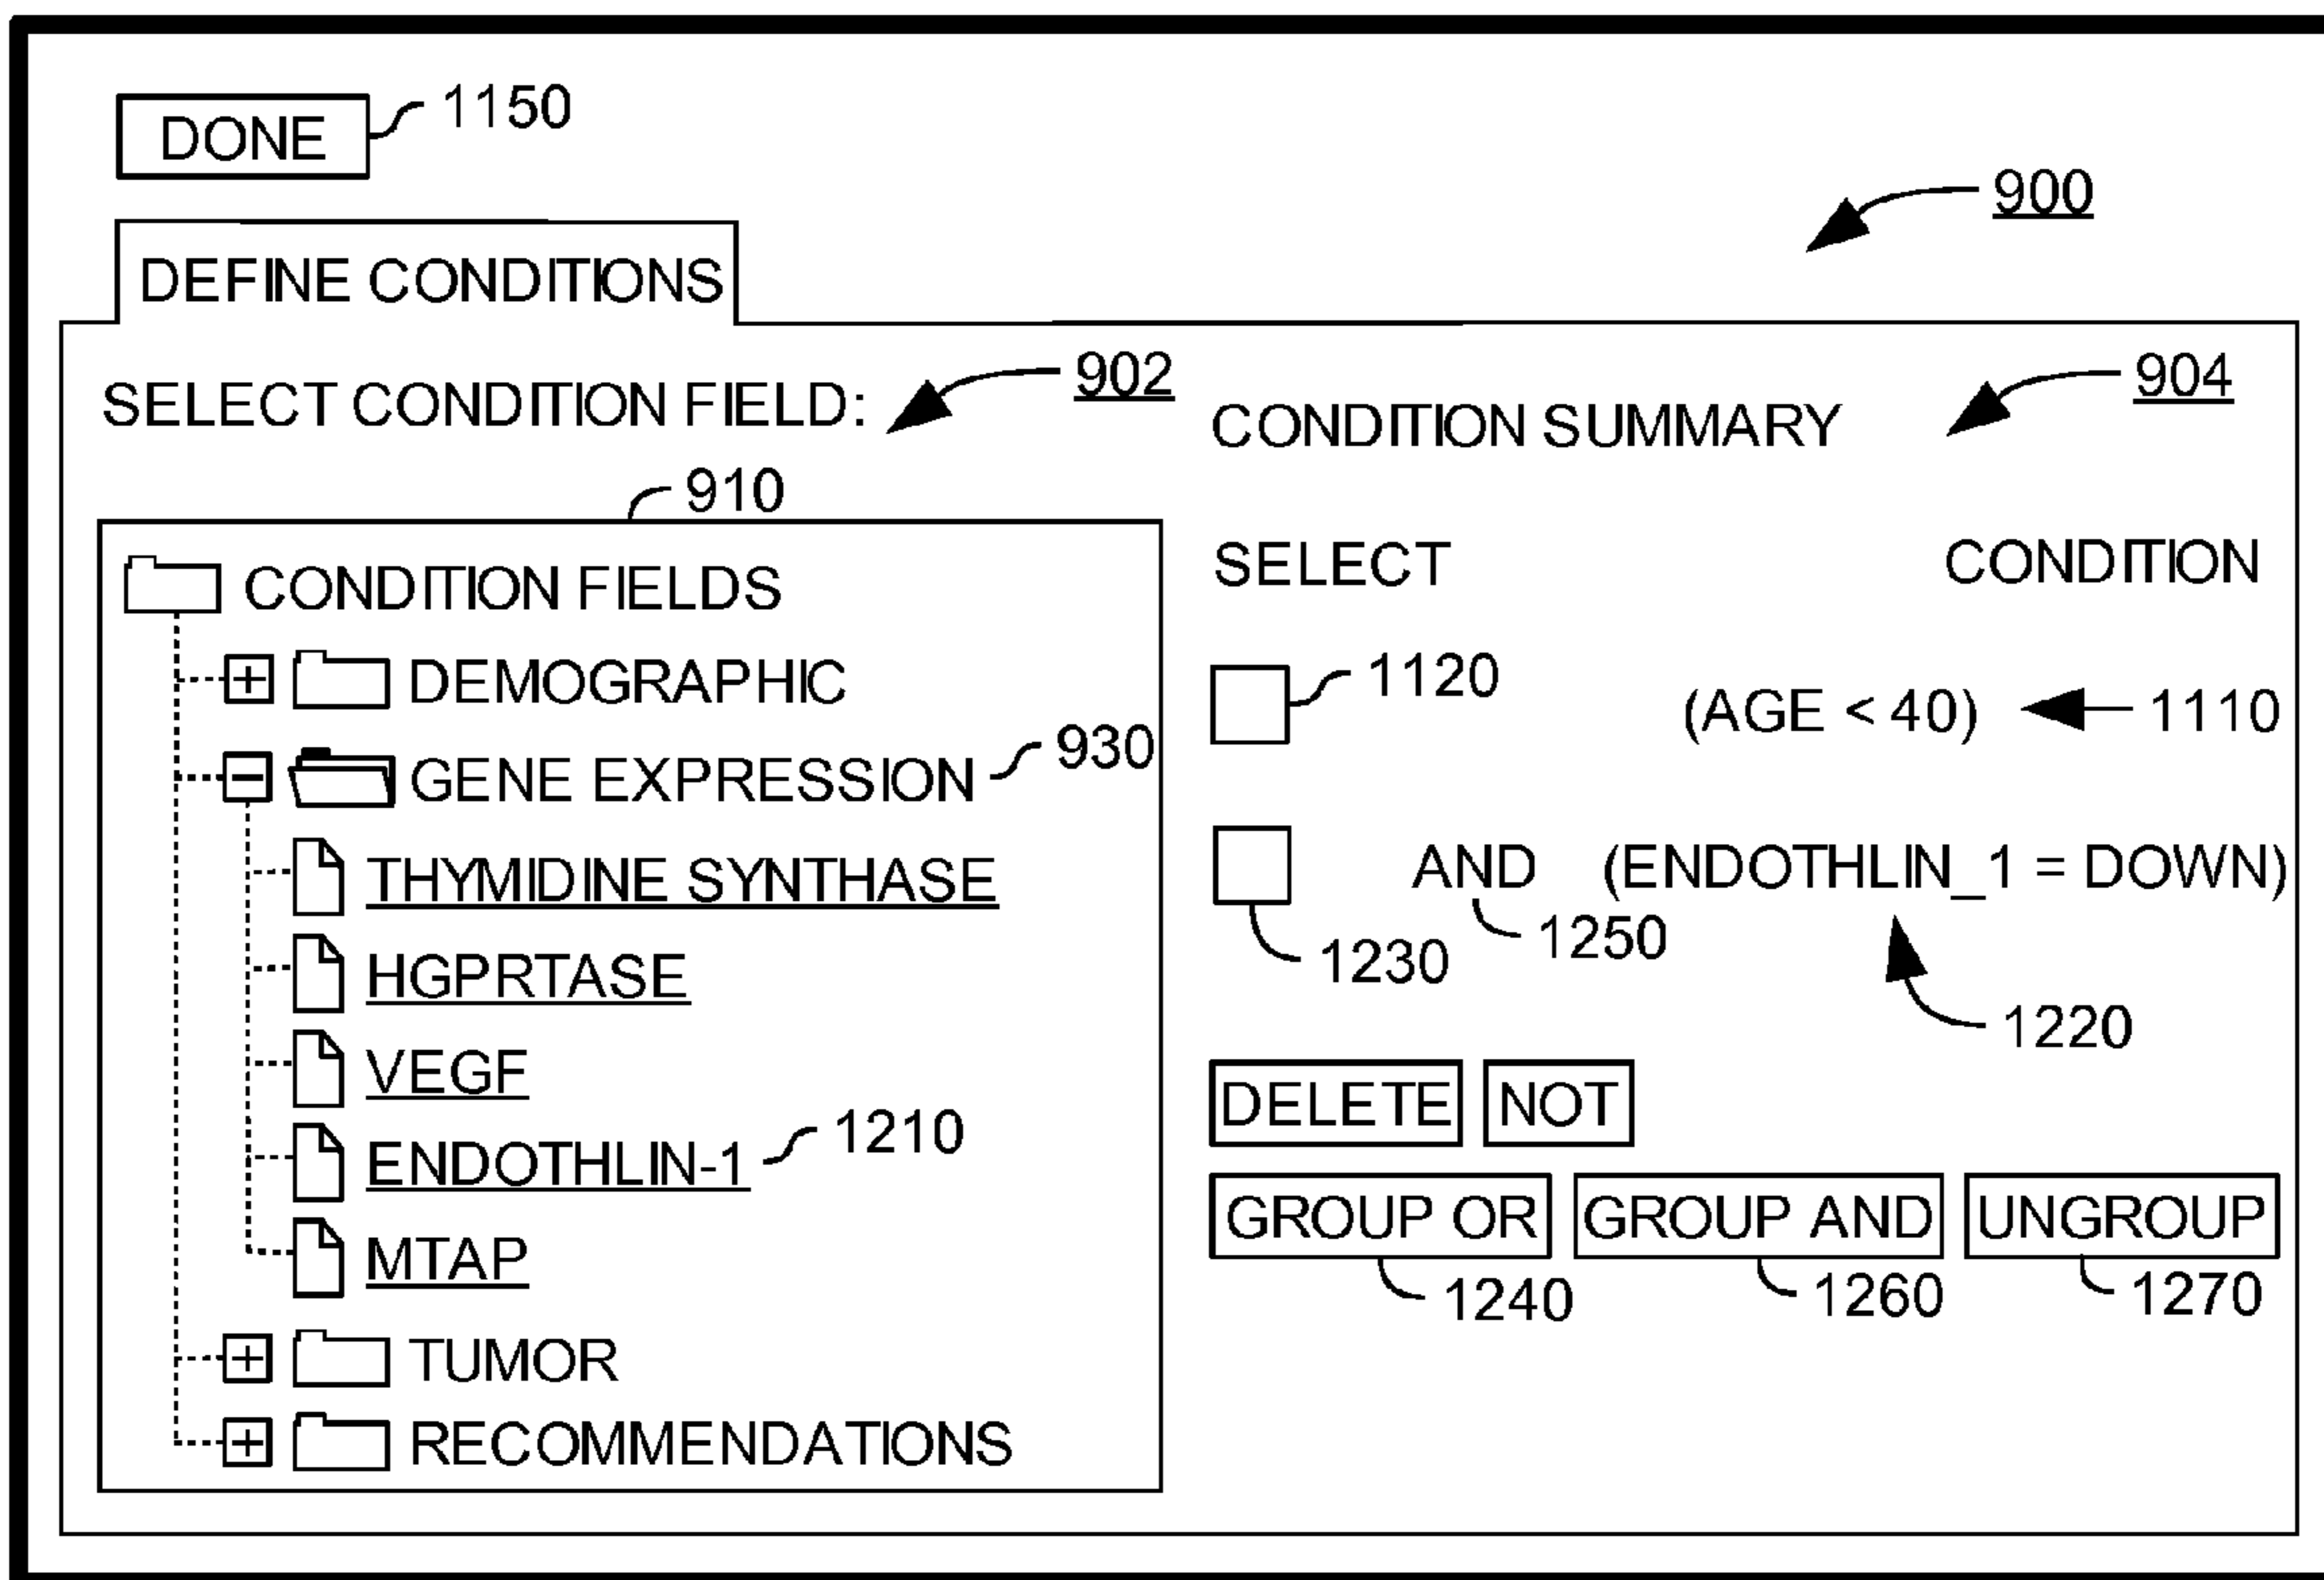 DONE 1150
900
DEFINE CONDITIONS
SELECT CONDITION FIELD: 902
910
CONDITION FIELDS
DEMOGRAPHIC
GENE EXPRESSION 930
THYMIDINE SYNTHASE
HGPRTASE
VEGF
ENDOTHLIN-1 1210
MTAP
TUMOR
RECOMMENDATIONS
CONDITION SUMMARY 904
SELECT CONDITION
1120 (AGE < 40) 1110
AND (ENDOTHLIN_1 = DOWN)
1230 1250
1220
DELETE NOT
GROUP OR GROUP AND UNGROUP
1240 1260 1270